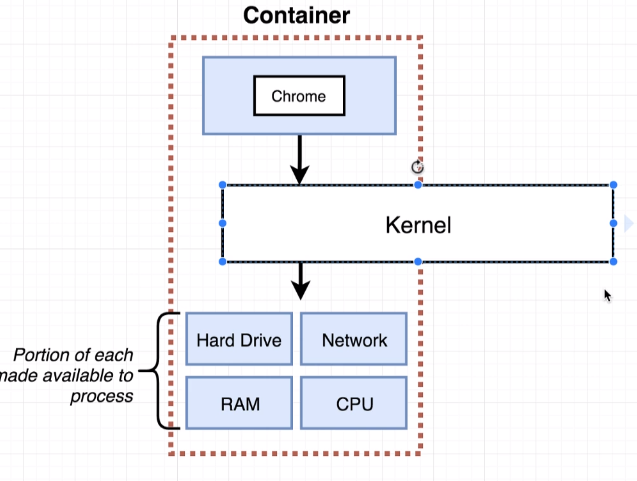 Container
Chrome
Kernel
Hard Drive
Network
Portion of each
made available to
process
RAM
CPU